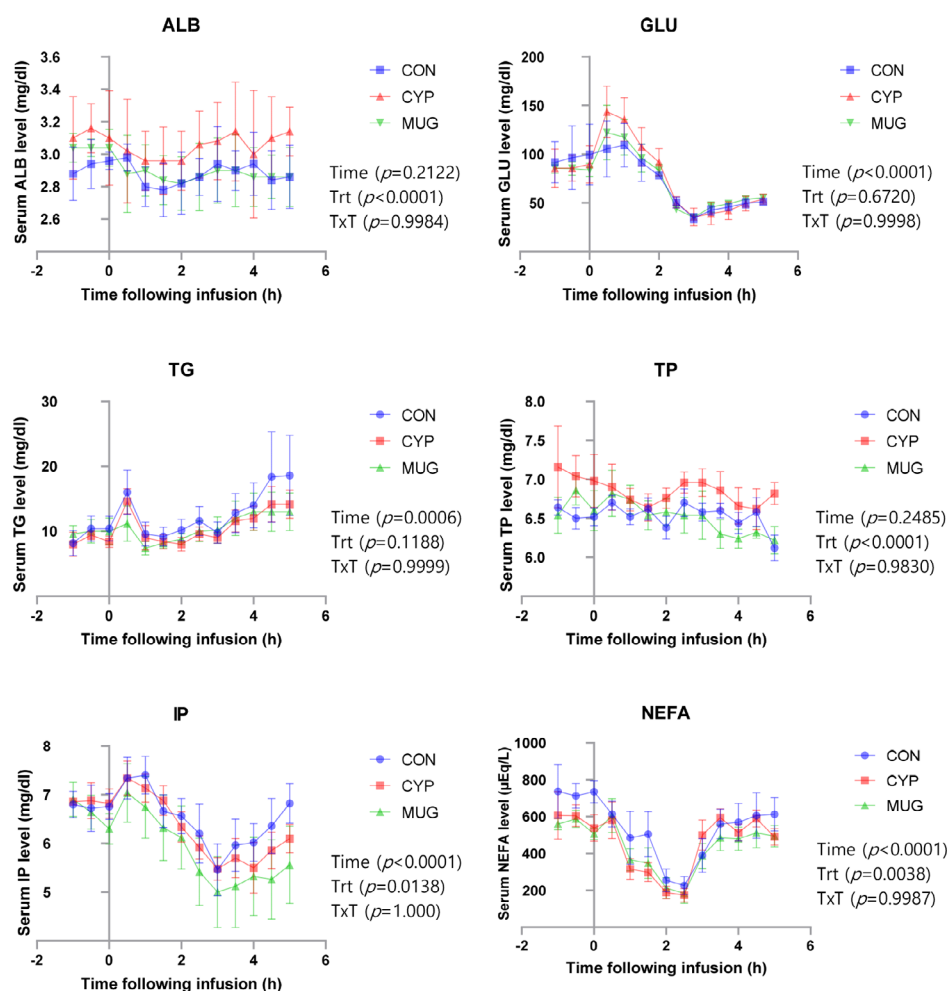 ALB
Serum ALB level (mg/dl)
3.6
3.4
3.2
3.0
2.8
2.6
-2
0
2
4
6
Time following infusion (h)
CON
CYP
MUG
Time (p=0.2122)
Trt (p<0.0001)
TxT (p=0.9984)
GLU
Serum GLU level (mg/dl)
200
150
100
50
-2
0
2
4
6
Time following infusion (h)
CON
CYP
MUG
Time (p<0.0001)
Trt (p=0.6720)
TxT (p=0.9998)
TG
Serum TG level (mg/dl)
30
20
10
-2
0
2
4
6
Time following infusion (h)
CON
CYP
MUG
Time (p=0.0006)
Trt (p=0.1188)
TxT (p=0.9999)
TP
Serum TP level (mg/dl)
8.0
7.5
7.0
6.5
6.0
-2
0
2
4
6
Time following infusion (h)
CON
CYP
MUG
Time (p=0.2485)
Trt (p<0.0001)
TxT (p=0.9830)
IP
Serum IP level (mg/dl)
8
7
6
5
-2
0
2
4
6
Time following infusion (h)
CON
CYP
MUG
Time (p<0.0001)
Trt (p=0.0138)
TxT (p=1.000)
NEFA
Serum NEFA level (µEq/L)
1000
800
600
400
200
-2
0
2
4
6
Time following infusion (h)
CON
CYP
MUG
Time (p<0.0001)
Trt (p=0.0038)
TxT (p=0.9987)